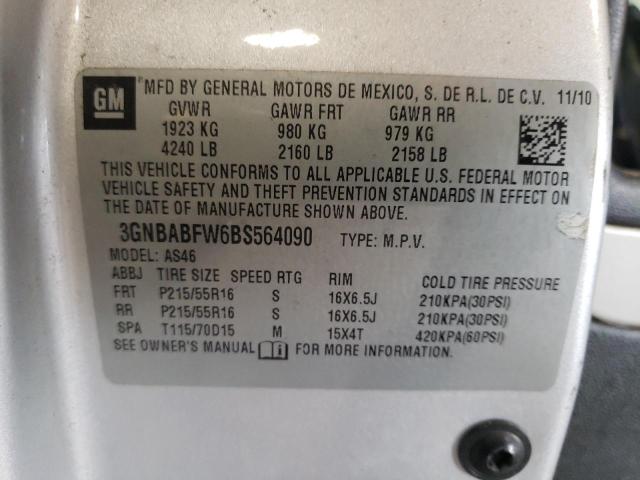 GM
MFD BY GENERAL MOTORS DE MEXICO, S. DE R.L. DE C.V. 11/10
GVWR GAWR FRT GAWR RR
1923 KG 980 KG 979 KG
4240 LB 2160 LB 2158 LB
THIS VEHICLE CONFORMS TO ALL APPLICABLE U.S. FEDERAL MOTOR
VEHICLE SAFETY AND THEFT PREVENTION STANDARDS IN EFFECT ON
THE DATE OF MANUFACTURE SHOWN ABOVE.
3GNBABFW6BS564090 TYPE: M.P.V.
MODEL: AS46
ABBJ TIRE SIZE SPEED RTG RIM COLD TIRE PRESSURE
FRT P215/55R16 S 16X6.5J 210KPA(30PSI)
RR P215/55R16 S 16X6.5J 210KPA(30PSI)
SPA T115/70D15 M 15X4T 420KPA(60PSI)
SEE OWNER'S MANUAL FOR MORE INFORMATION.